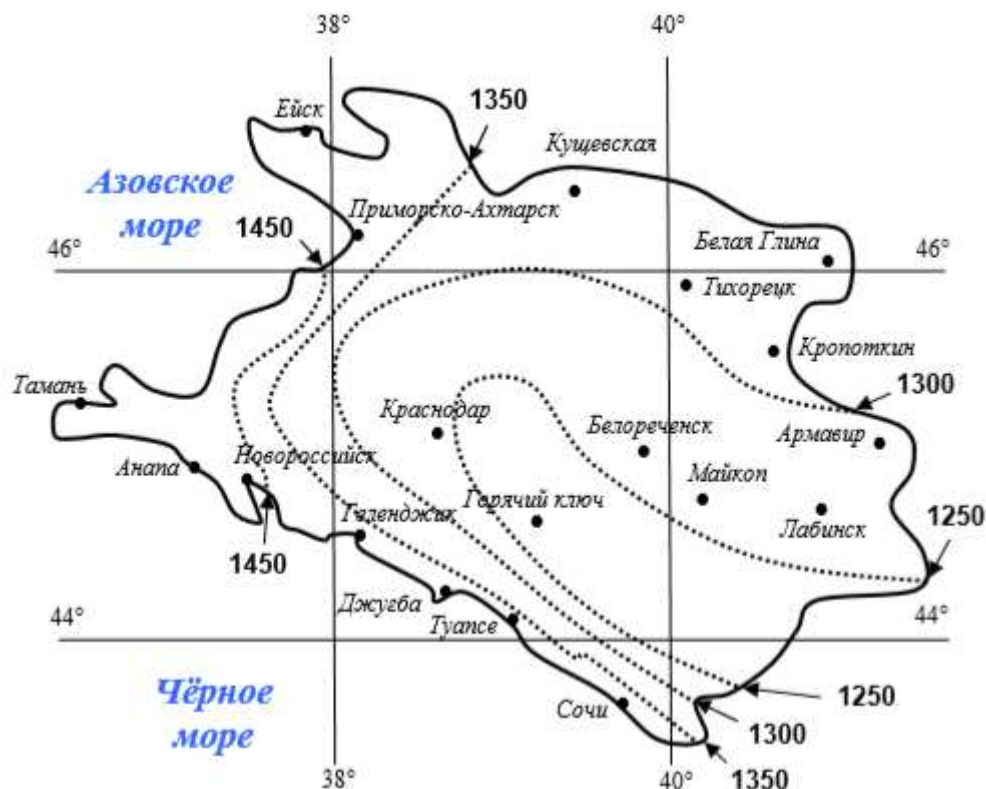 38°
40°
1350
Ейск
Кущевская
Азовское
море
Приморско-Ахтарск
1450
Белая Глина
46°
46°
Тихорецк
Кропоткин
Тамань
1300
Краснодар
Белореченск
Армавир
Анапа
Новороссийск
Майкоп
Горячий ключ
Лабинск
1250
Геленджик
1450
Джугба
Туапсе
44°
44°
Чёрное
море
1250
Сочи
1300
38°
40°
1350